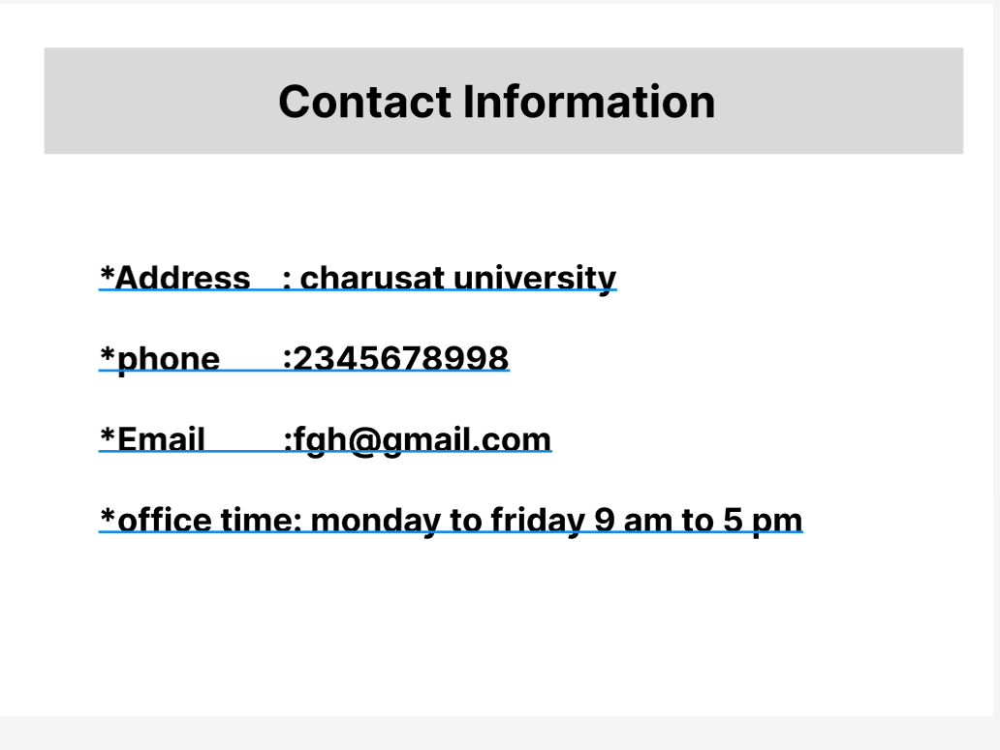 Contact Information
*Address : charusat university
*phone :2345678998
*Email :fgh@gmail.com
*office time: monday to friday 9 am to 5 pm